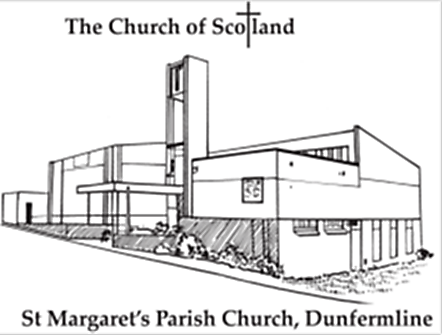 The Church of Scotland
St Margaret's Parish Church, Dunfermline